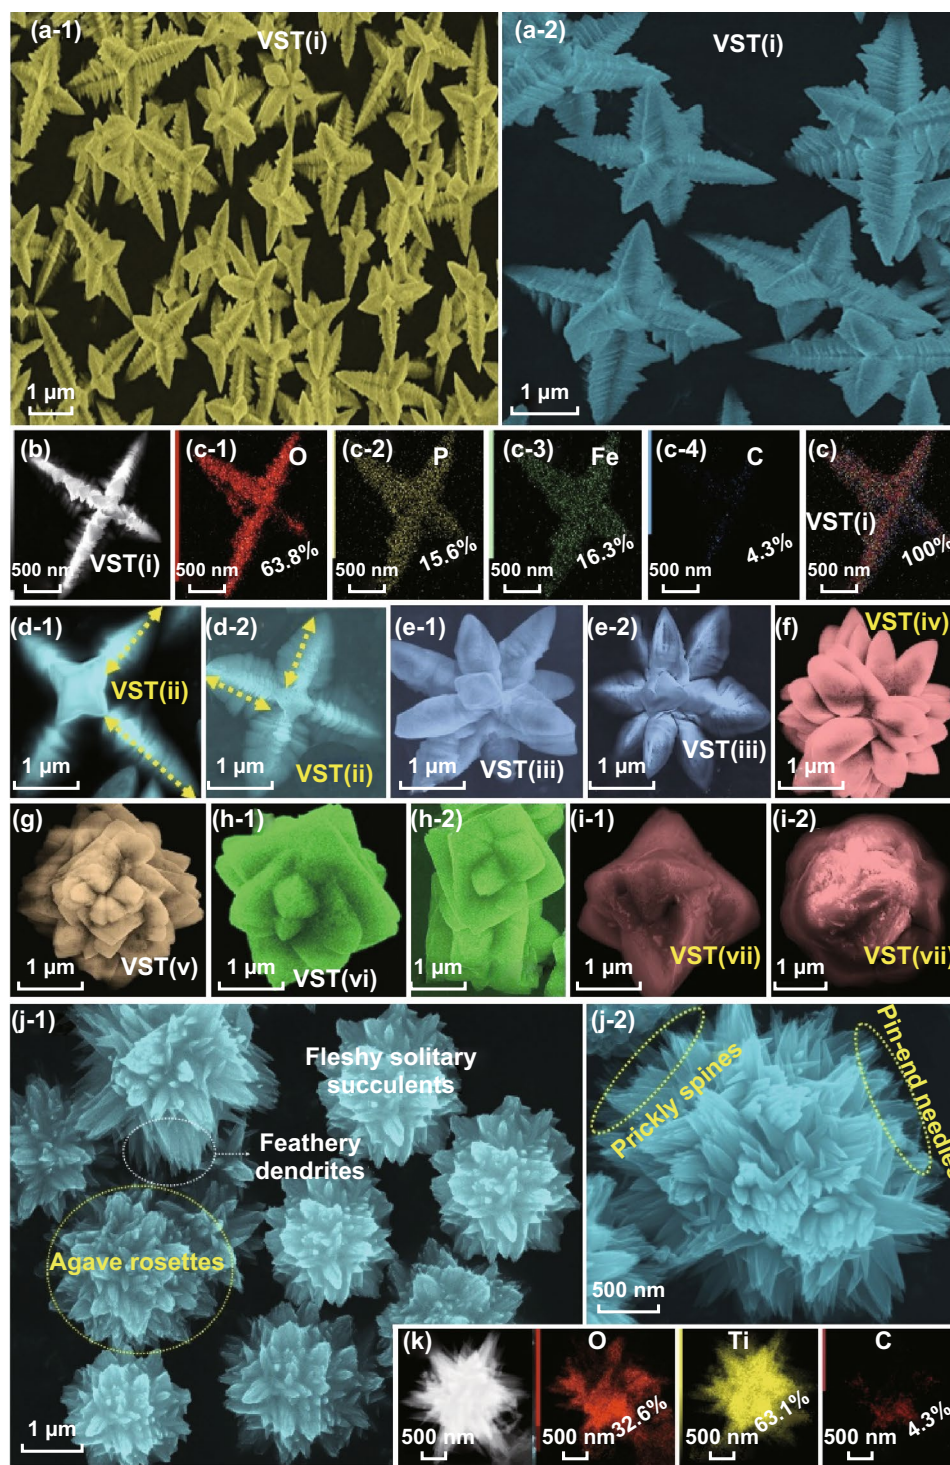 (a-1)
VST(i)
1 µm
(a-2)
VST(i)
1 µm
(b)
VST(i)
500 nm
(c-1)
O
63.8%
500 nm
(c-2)
P
15.6%
500 nm
(c-3)
Fe
16.3%
500 nm
(c-4)
C
4.3%
500 nm
(c)
VST(i)
100%
500 nm
(d-1)
VST(ii)
1 µm
(d-2)
VST(ii)
1 µm
(e-1)
VST(iii)
1 µm
(e-2)
VST(iii)
1 µm
(f)
VST(iv)
1 µm
(g)
VST(v)
1 µm
(h-1)
VST(vi)
1 µm
(h-2)
1 µm
(i-1)
VST(vii)
1 µm
(i-2)
VST(vii)
1 µm
(j-1)
Fleshy solitary
succulents
Feathery
dendrites
Agave rosettes
1 µm
(j-2)
Prickly spines
Pin-end needles
500 nm
(k)
500 nm
O
32.6%
500 nm
Ti
63.1%
500 nm
C
4.3%
500 nm